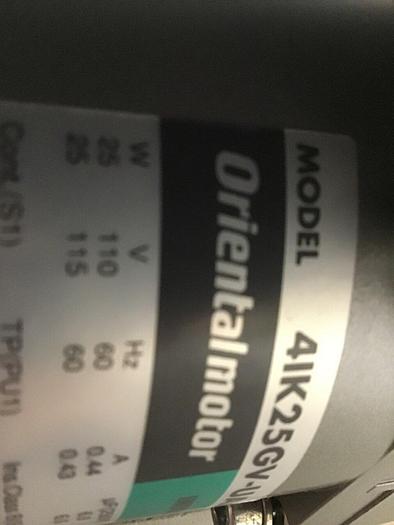 MODEL 4IK25GV-U
Orientalmotor
W V Hz A
25 110 60 0.44
25 115 60 0.43
Cont.(S1) TP(PU1)